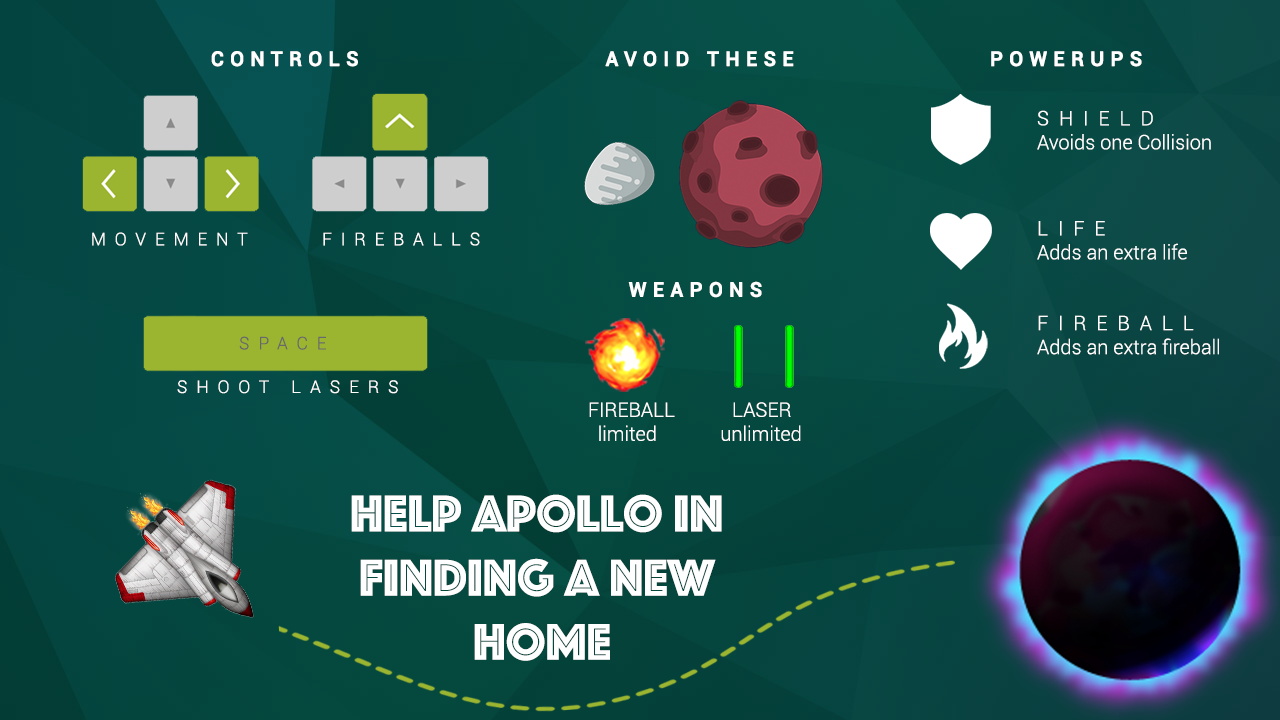 CONTROLS
MOVEMENT
FIREBALLS
SPACE
SHOOT LASERS
AVOID THESE
WEAPONS
FIREBALL
limited
LASER
unlimited
POWERUPS
SHIELD
Avoids one Collision
LIFE
Adds an extra life
FIREBALL
Adds an extra fireball
HELP APOLLO IN
FINDING A NEW
HOME